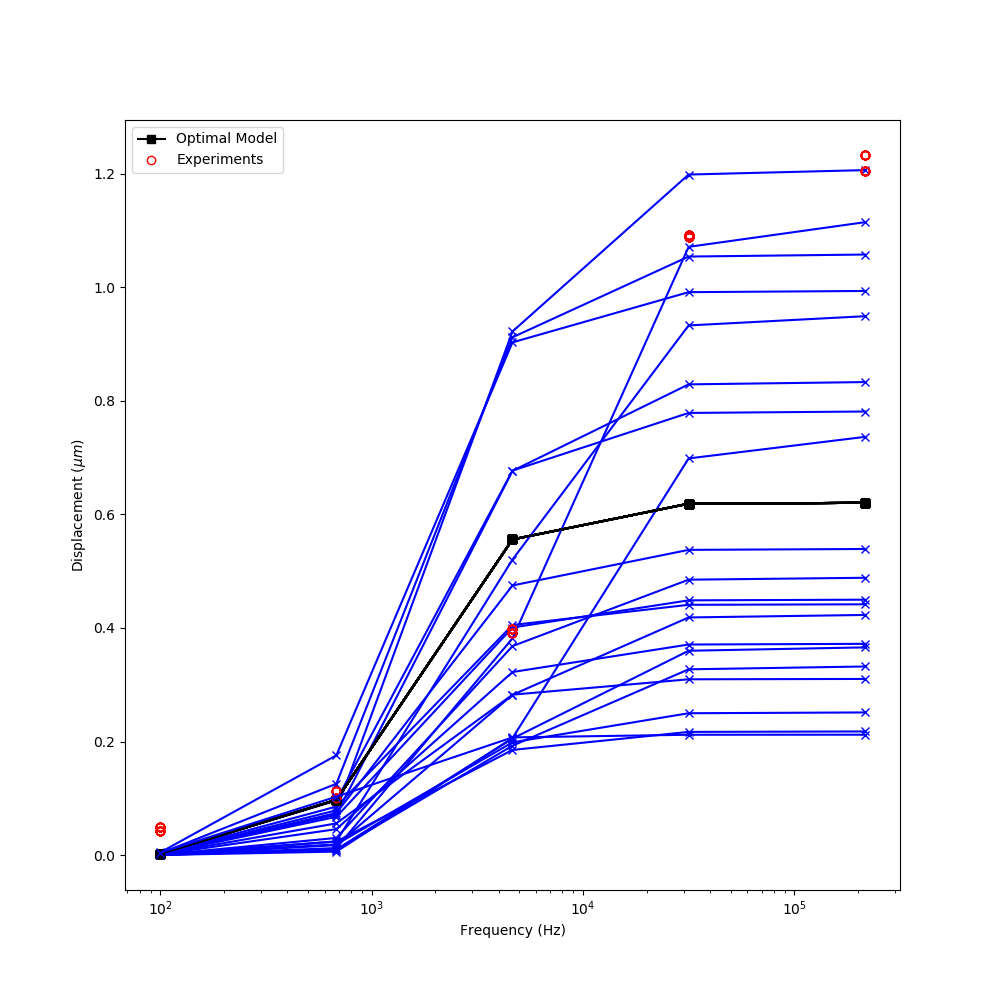 Optimal Model
Experiments
1.2
1.0
0.8
0.6
0.4
0.2
0.0
Displacement (μm)
10²
10³
10⁴
10⁵
Frequency (Hz)